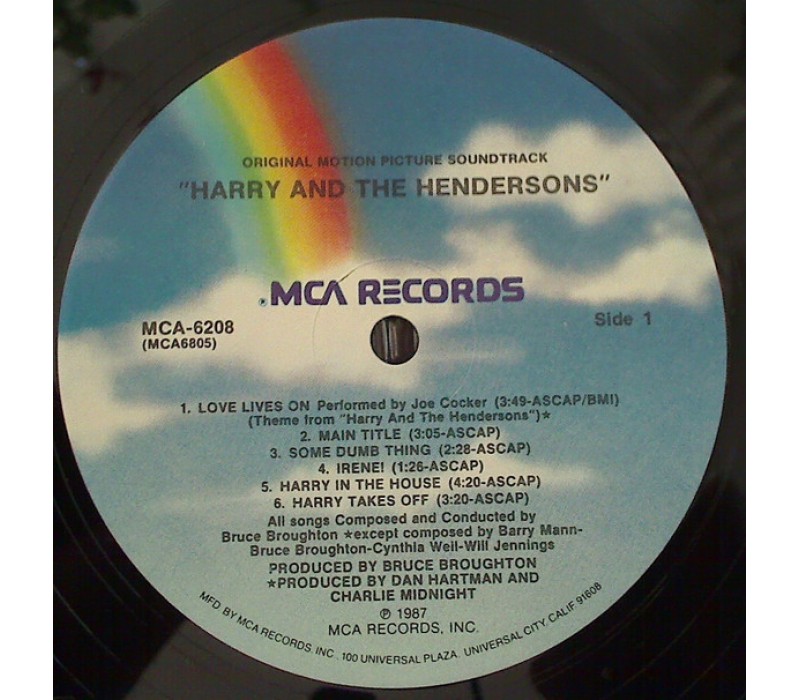 ORIGINAL MOTION PICTURE SOUNDTRACK
"HARRY AND THE HENDERSONS"
MCA RECORDS
MCA-6208
(MCA6805)
Side 1
1. LOVE LIVES ON Performed by Joe Cocker (3:49-ASCAP/BMI)
(Theme from "Harry And The Hendersons")★
2. MAIN TITLE (3:05-ASCAP)
3. SOME DUMB THING (2:28-ASCAP)
4. IRENE! (1:26-ASCAP)
5. HARRY IN THE HOUSE (4:20-ASCAP)
6. HARRY TAKES OFF (3:20-ASCAP)
All songs Composed and Conducted by
Bruce Broughton ★except composed by Barry Mann-
Bruce Broughton-Cynthia Weil-Will Jennings
PRODUCED BY BRUCE BROUGHTON
★PRODUCED BY DAN HARTMAN AND
CHARLIE MIDNIGHT
℗ 1987
MCA RECORDS, INC.
MFD. BY MCA RECORDS, INC., 100 UNIVERSAL PLAZA, UNIVERSAL CITY, CALIF 91608